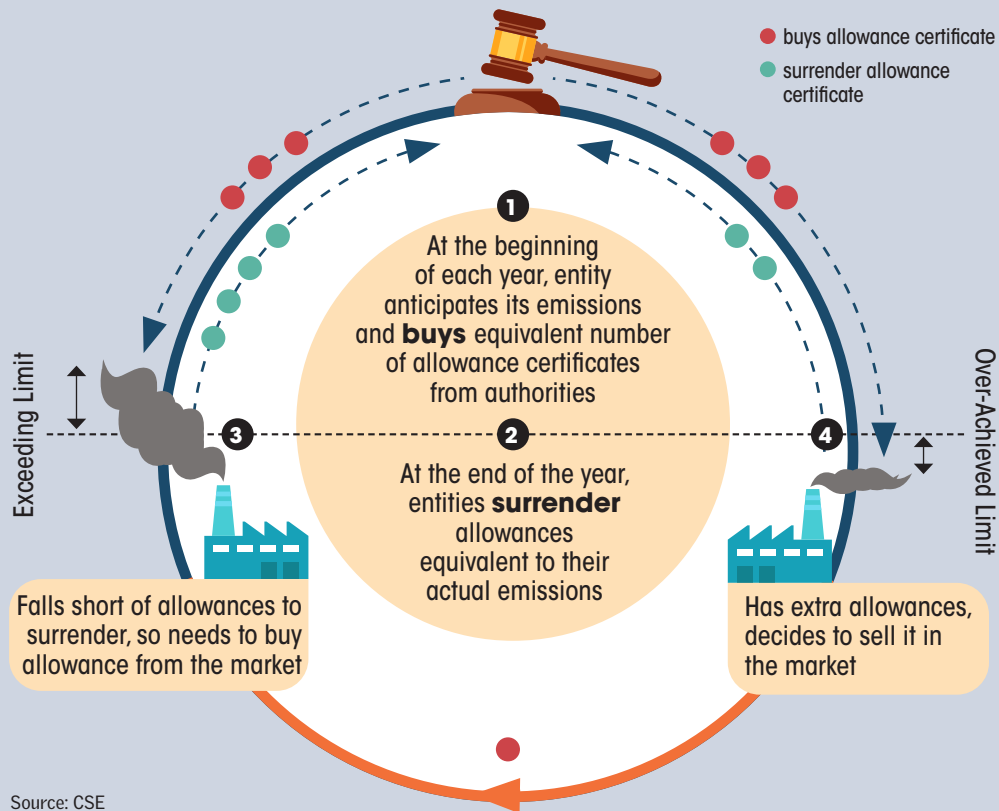 buys allowance certificate
surrender allowance
certificate
1
At the beginning
of each year, entity
anticipates its emissions
and buys equivalent number
of allowance certificates
from authorities
Exceeding Limit
Over-Achieved Limit
3
2
4
At the end of the year,
entities surrender
allowances
equivalent to their
actual emissions
Falls short of allowances to
surrender, so needs to buy
allowance from the market
Has extra allowances,
decides to sell it in
the market
Source: CSE